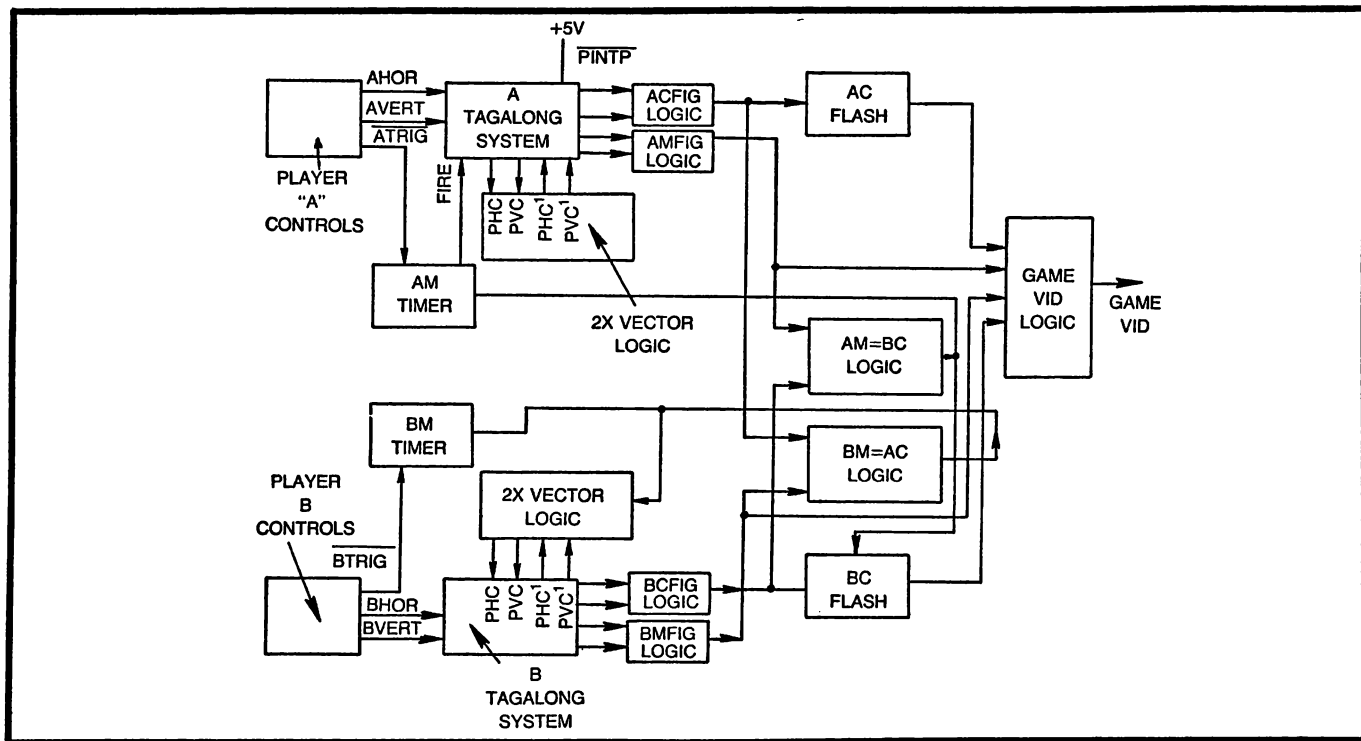 +5V
PINTP
AHOR
AVERT
ATRIG
A
TAGALONG
SYSTEM
ACFIG
LOGIC
AMFIG
LOGIC
AC
FLASH
PLAYER
"A"
CONTROLS
FIRE
PHC
PVC
PHC¹
PVC¹
AM
TIMER
2X VECTOR
LOGIC
GAME
VID
LOGIC
GAME
VID
AM=BC
LOGIC
BM
TIMER
BM=AC
LOGIC
PLAYER
B
CONTROLS
2X VECTOR
LOGIC
BTRIG
BHOR
BVERT
PHC
PVC
PHC¹
PVC¹
BCFIG
LOGIC
BMFIG
LOGIC
BC
FLASH
B
TAGALONG
SYSTEM